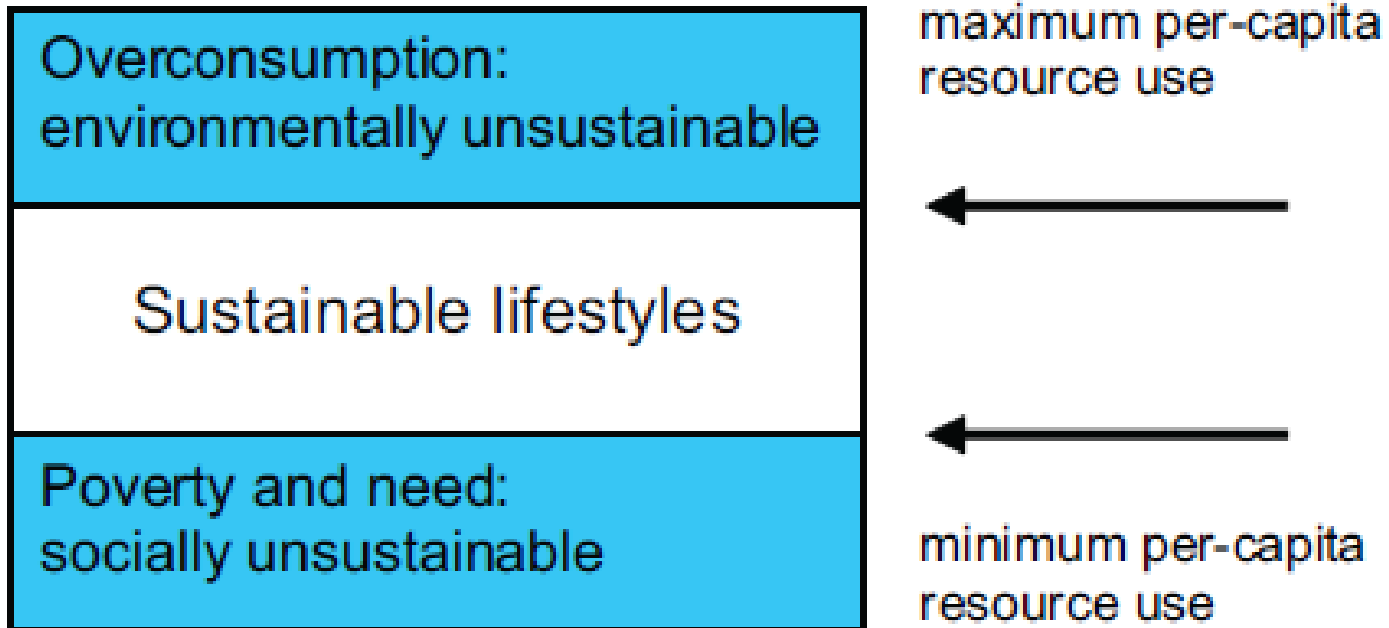 Overconsumption:
environmentally unsustainable
maximum per-capita
resource use
Sustainable lifestyles
Poverty and need:
socially unsustainable
minimum per-capita
resource use